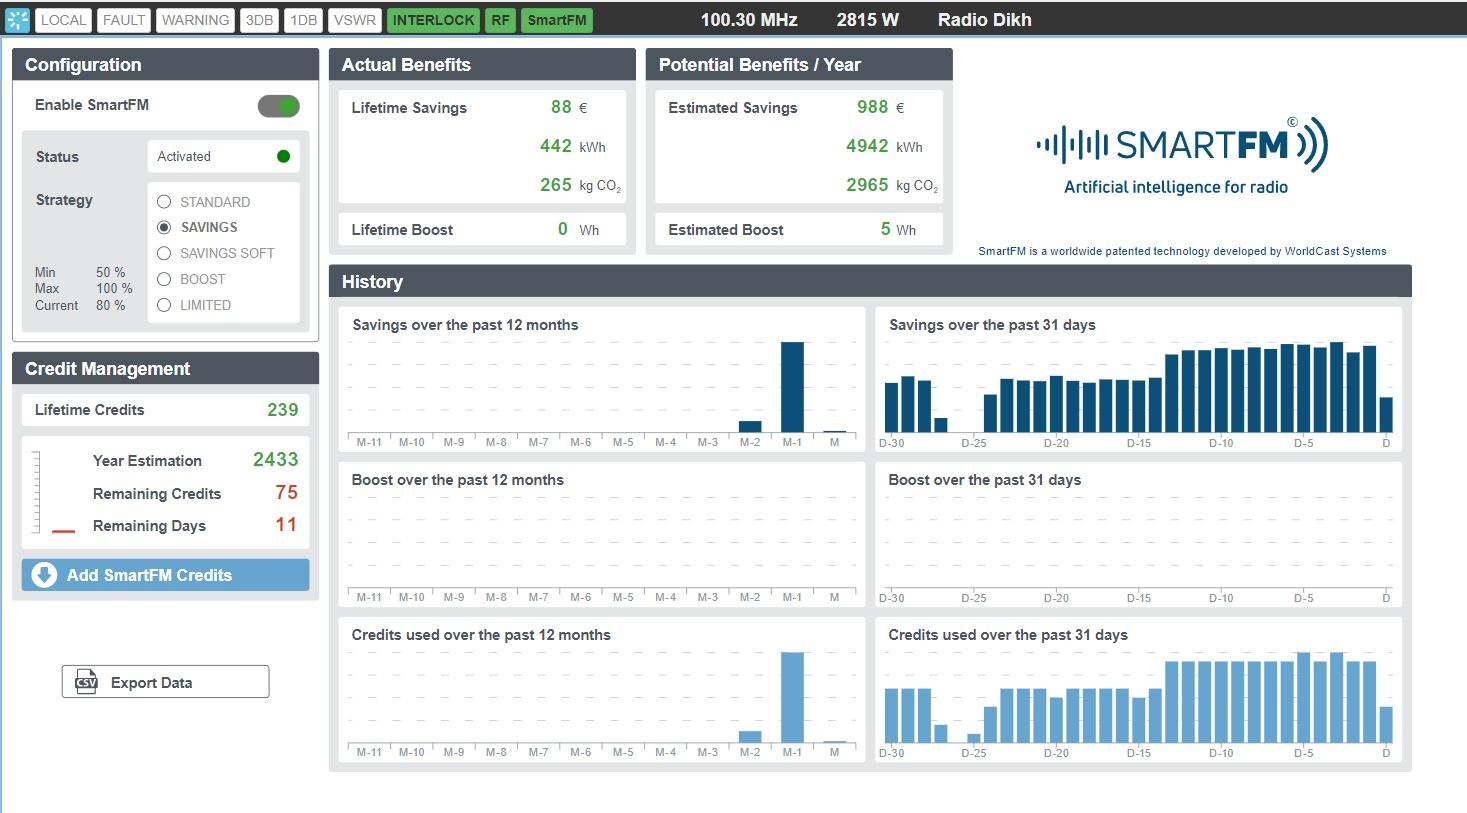 LOCAL FAULT WARNING 3DB 1DB VSWR INTERLOCK RF SmartFM 100.30 MHz 2815 W Radio Dikh
Configuration
Enable SmartFM
Status Activated
Strategy
STANDARD
SAVINGS
SAVINGS SOFT
BOOST
LIMITED
Min 50 %
Max 100 %
Current 80 %
Credit Management
Lifetime Credits 239
Year Estimation 2433
Remaining Credits 75
Remaining Days 11
Add SmartFM Credits
CSV Export Data
Actual Benefits
Lifetime Savings 88 €
442 kWh
265 kg CO2
Lifetime Boost 0 Wh
Potential Benefits / Year
Estimated Savings 988 €
4942 kWh
2965 kg CO2
Estimated Boost 5 Wh
SMARTFM©
Artificial intelligence for radio
SmartFM is a worldwide patented technology developed by WorldCast Systems
History
Savings over the past 12 months
M-11 M-10 M-9 M-8 M-7 M-6 M-5 M-4 M-3 M-2 M-1 M
Savings over the past 31 days
D-30 D-25 D-20 D-15 D-10 D-5 D
Boost over the past 12 months
M-11 M-10 M-9 M-8 M-7 M-6 M-5 M-4 M-3 M-2 M-1 M
Boost over the past 31 days
D-30 D-25 D-20 D-15 D-10 D-5 D
Credits used over the past 12 months
M-11 M-10 M-9 M-8 M-7 M-6 M-5 M-4 M-3 M-2 M-1 M
Credits used over the past 31 days
D-30 D-25 D-20 D-15 D-10 D-5 D